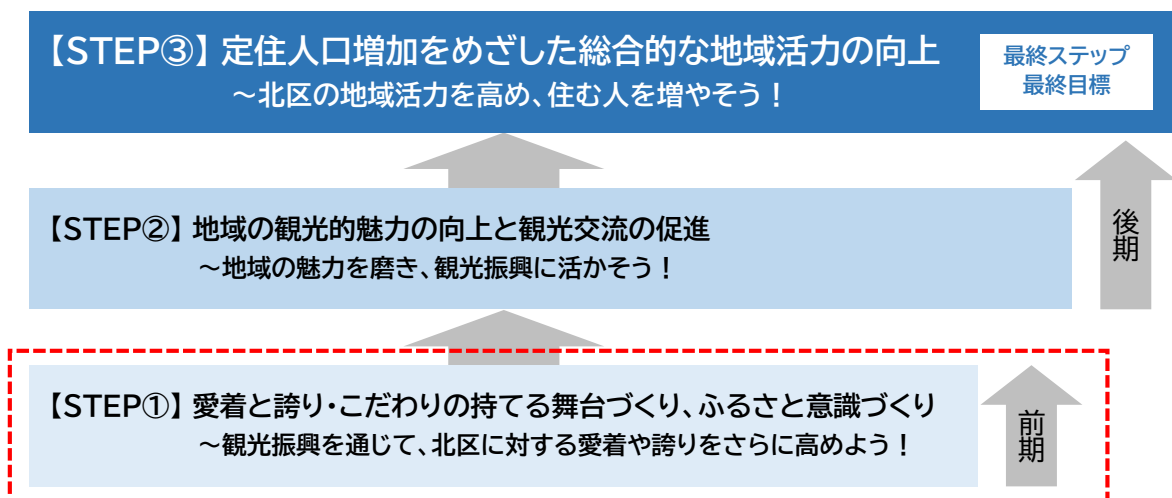 【STEP③】定住人口増加をめざした総合的な地域活力の向上
～北区の地域活力を高め、住む人を増やそう！
最終ステップ
最終目標
【STEP②】地域の観光的魅力の向上と観光交流の促進
～地域の魅力を磨き、観光振興に活かそう！
後期
【STEP①】愛着と誇り・こだわりの持てる舞台づくり、ふるさと意識づくり
～観光振興を通じて、北区に対する愛着や誇りをさらに高めよう！
前期